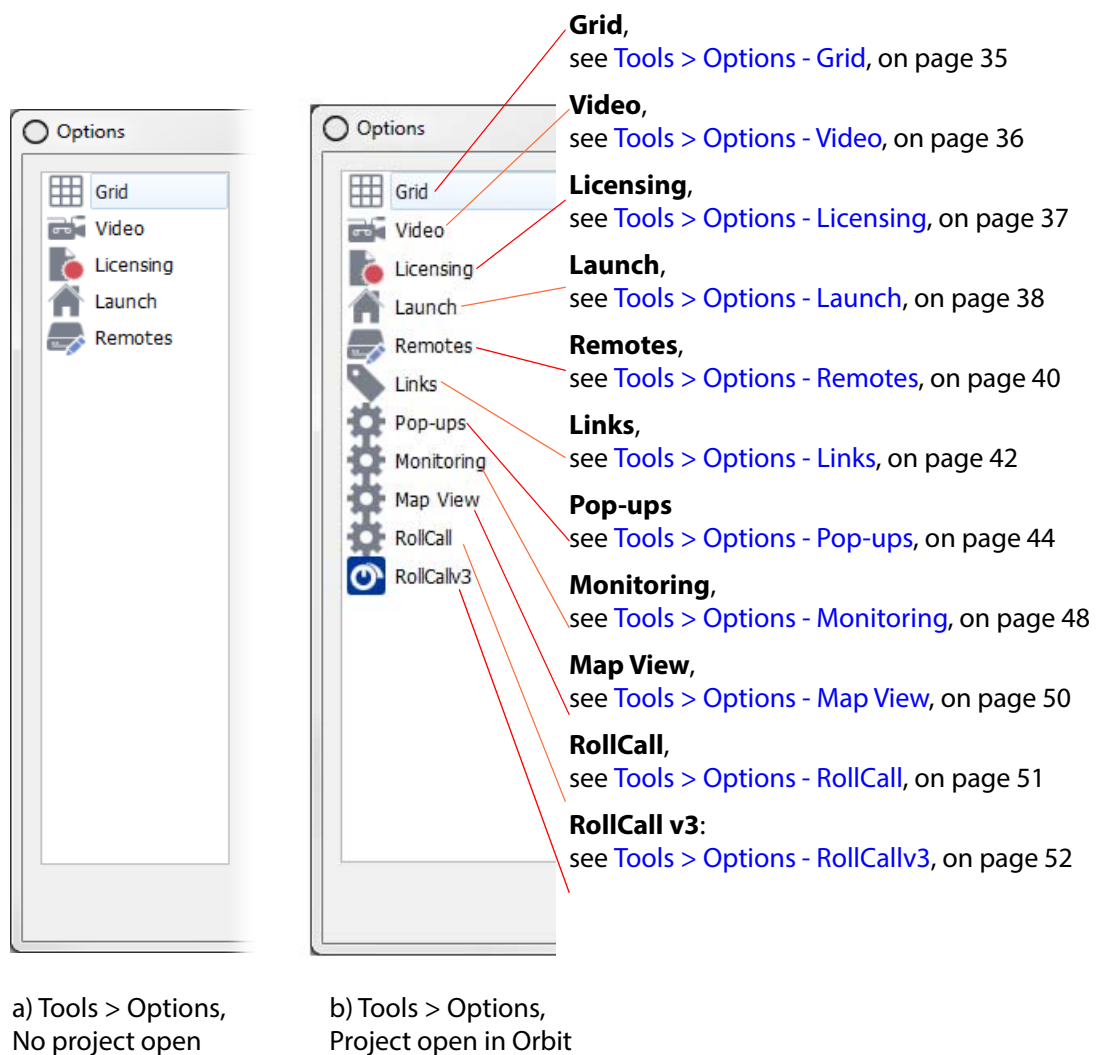 Options
Grid
Video
Licensing
Launch
Remotes
Options
Grid
Video
Licensing
Launch
Remotes
Links
Pop-ups
Monitoring
Map View
RollCall
RollCallv3
Grid,
see Tools > Options - Grid, on page 35
Video,
see Tools > Options - Video, on page 36
Licensing,
see Tools > Options - Licensing, on page 37
Launch,
see Tools > Options - Launch, on page 38
Remotes,
see Tools > Options - Remotes, on page 40
Links,
see Tools > Options - Links, on page 42
Pop-ups
see Tools > Options - Pop-ups, on page 44
Monitoring,
see Tools > Options - Monitoring, on page 48
Map View,
see Tools > Options - Map View, on page 50
RollCall,
see Tools > Options - RollCall, on page 51
RollCall v3:
see Tools > Options - RollCallv3, on page 52
a) Tools > Options,
No project open
b) Tools > Options,
Project open in Orbit